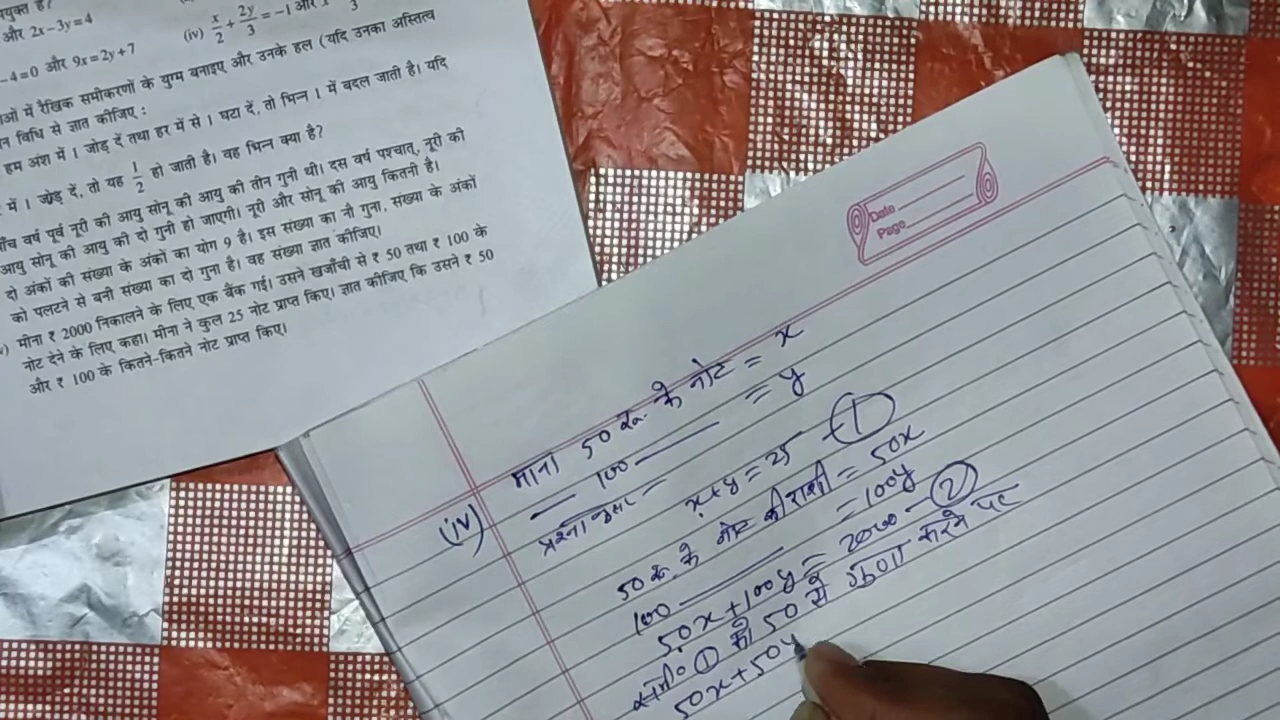 और 2x-3y=4
(iv) x/2 + 2y/3 = -1 और
-4=0 और 9x=2y+7
रैखिक समीकरणों के युग्म बनाइए और उनके हल (यदि उनका अस्तित्व
विधि से ज्ञात कीजिए :
हम अंश में 1 जोड़ दें तथा हर में से 1 घटा दें, तो भिन्न 1 में बदल जाती है। यदि
में 1 जोड़ दें, तो यह 1/2 हो जाती है। वह भिन्न क्या है?
वर्ष पूर्व नूरी की आयु सोनू की आयु की तीन गुनी थी। दस वर्ष पश्चात्, नूरी की
आयु सोनू की आयु की दो गुनी हो जाएगी। नूरी और सोनू की आयु कितनी है।
दो अंकों की संख्या के अंकों का योग 9 है। इस संख्या का नौ गुना, संख्या के अंकों
को पलटने से बनी संख्या का दो गुना है। वह संख्या ज्ञात कीजिए।
मीना ₹ 2000 निकालने के लिए एक बैंक गई। उसने खजाँची से ₹ 50 तथा ₹ 100 के
नोट देने के लिए कहा। मीना ने कुल 25 नोट प्राप्त किए। ज्ञात कीजिए कि उसने ₹ 50
और ₹ 100 के कितने-कितने नोट प्राप्त किए।
Date
Page
(iv) माना 50 रू. के नोट = x
100 = y
प्रश्नानुसार x+y=25 -①
50 रू. के नोट की राशी = 50x
100 = 100y
50x+100y=2000 -②
समी० ① को 50 से गुणा करने पर
50x+50y